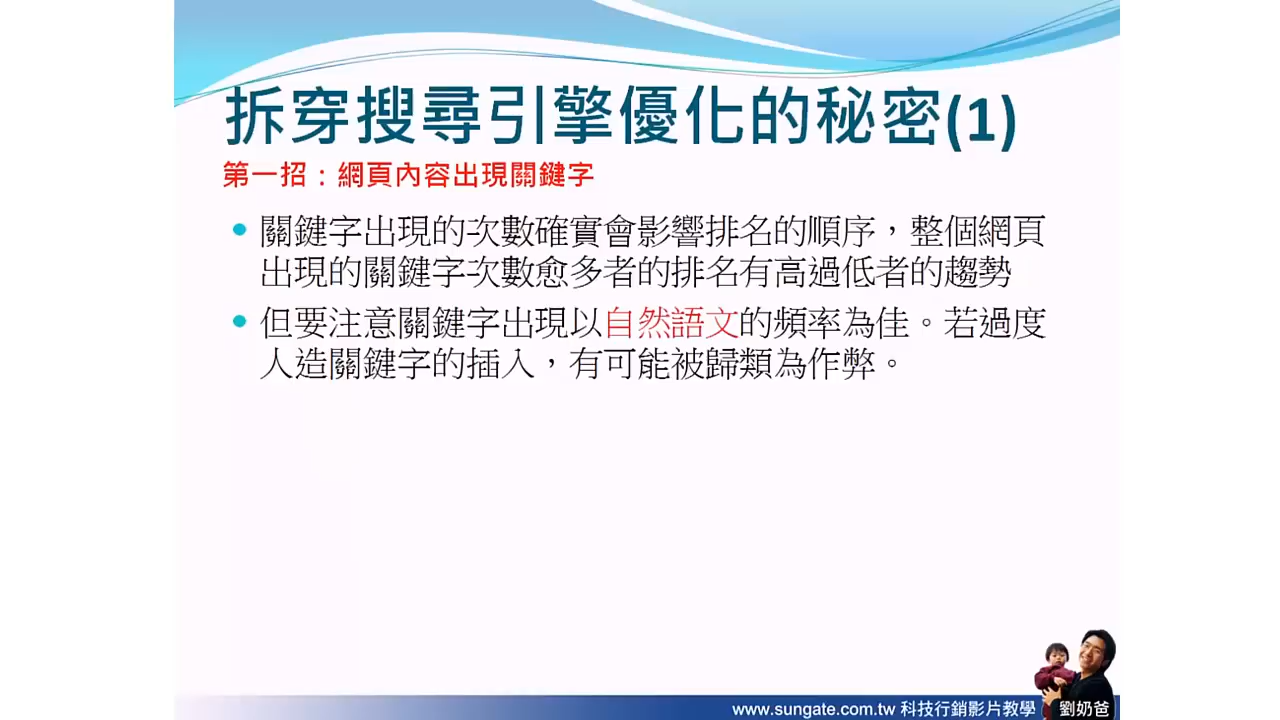 拆穿搜尋引擎優化的秘密(1)
第一招：網頁內容出現關鍵字
關鍵字出現的次數確實會影響排名的順序，整個網頁
出現的關鍵字次數愈多者的排名有高過低者的趨勢
但要注意關鍵字出現以自然語文的頻率為佳。若過度
人造關鍵字的插入，有可能被歸類為作弊。
www.sungate.com.tw 科技行銷影片教學
劉奶爸